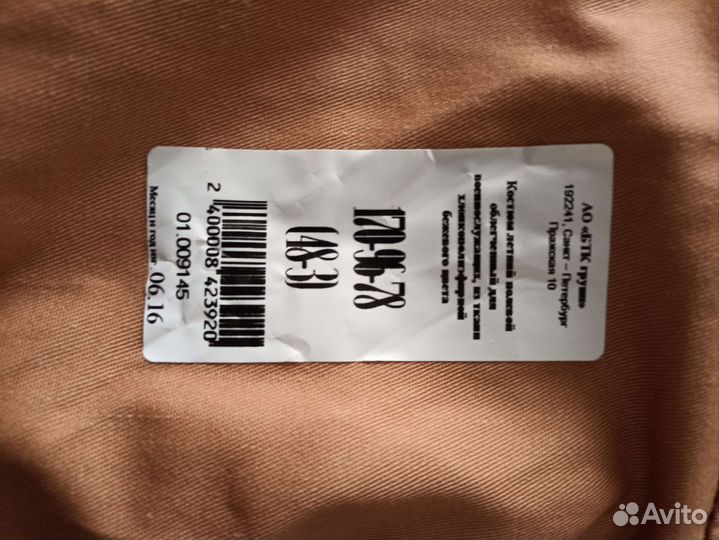 АО «БТК групп»
192241, Санкт – Петербург
Пражская 10
Костюм летний полевой
облегченный для
военнослужащих, из ткани
хлопкополиэфирной
бежевого цвета
170-96-78
(48-3)
2 400008 423920
01.009145
Месяц и год изг. 06.16
Avito